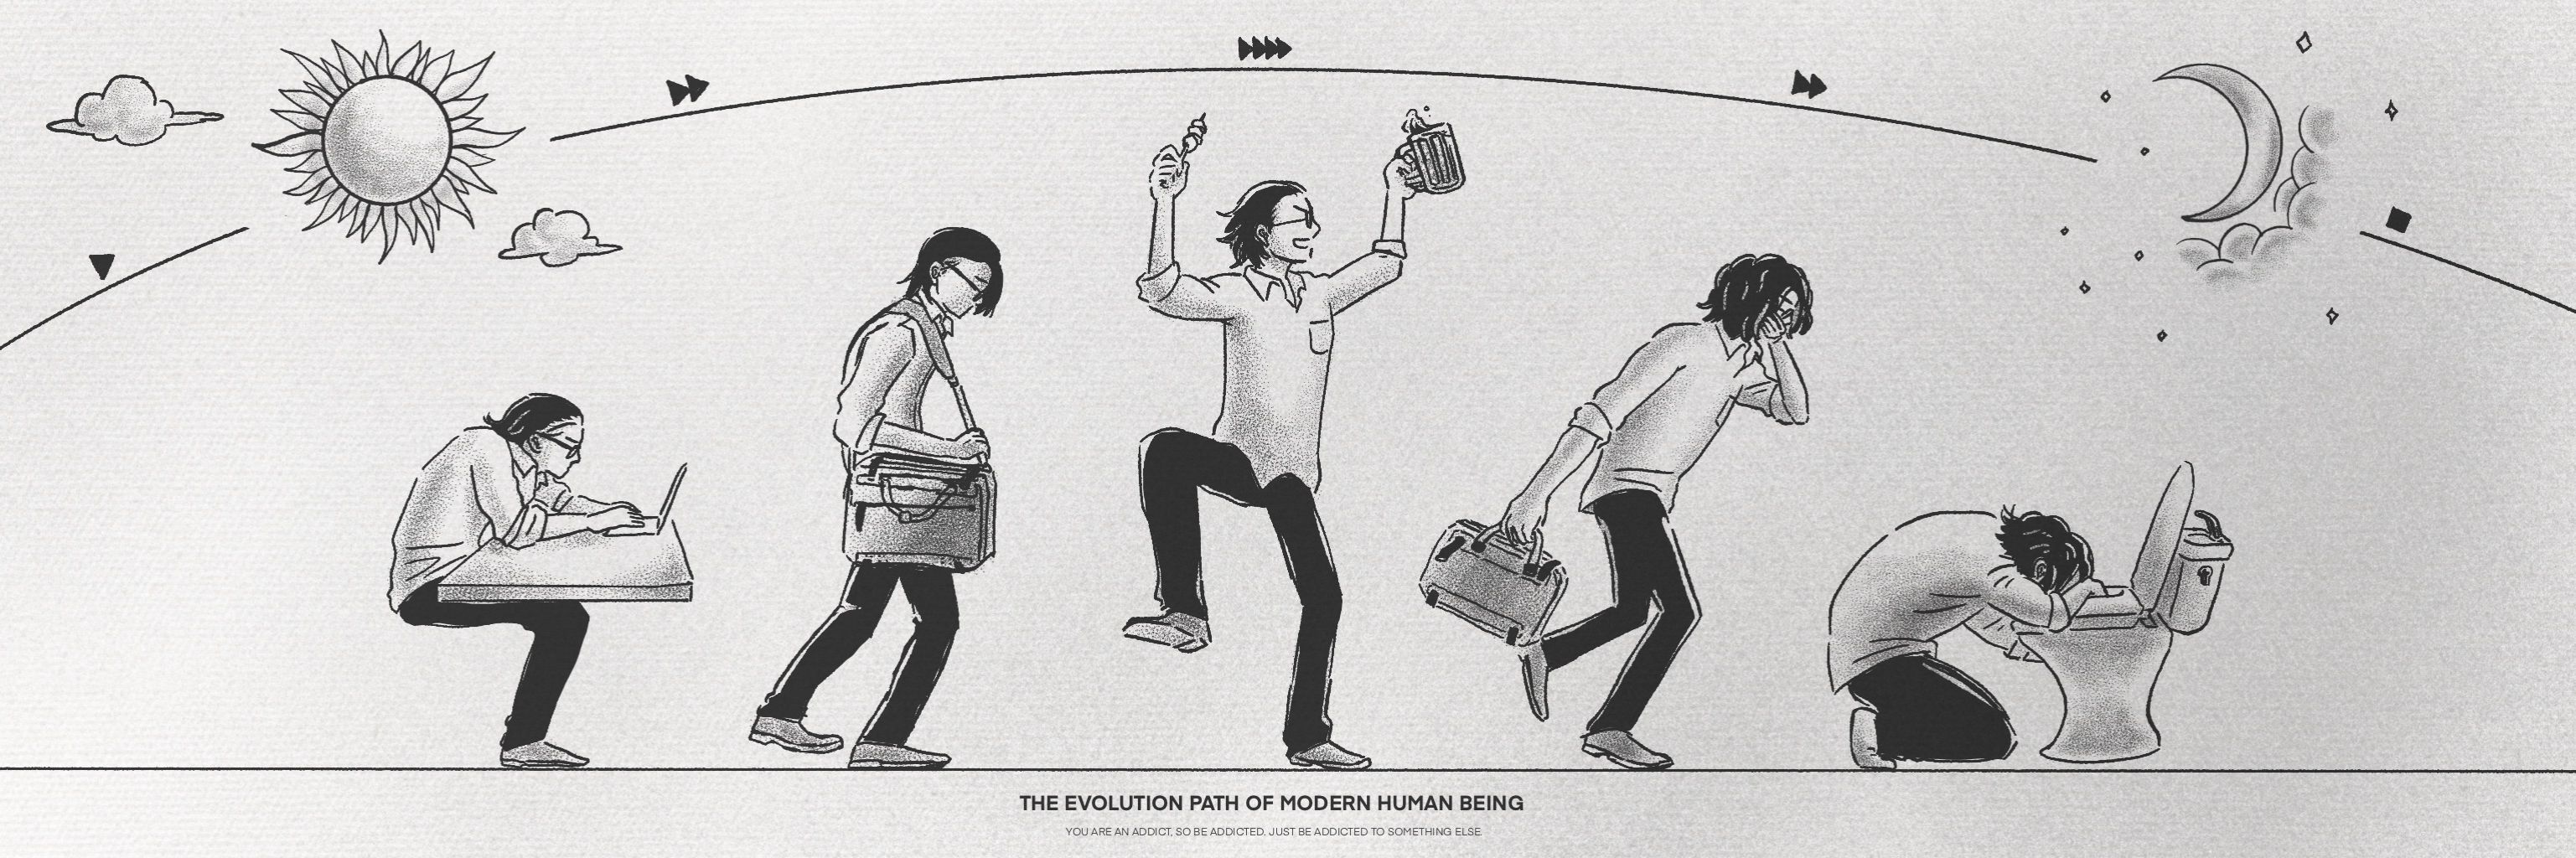 THE EVOLUTION PATH OF MODERN HUMAN BEING
YOU ARE AN ADDICT, SO BE ADDICTED. JUST BE ADDICTED TO SOMETHING ELSE.